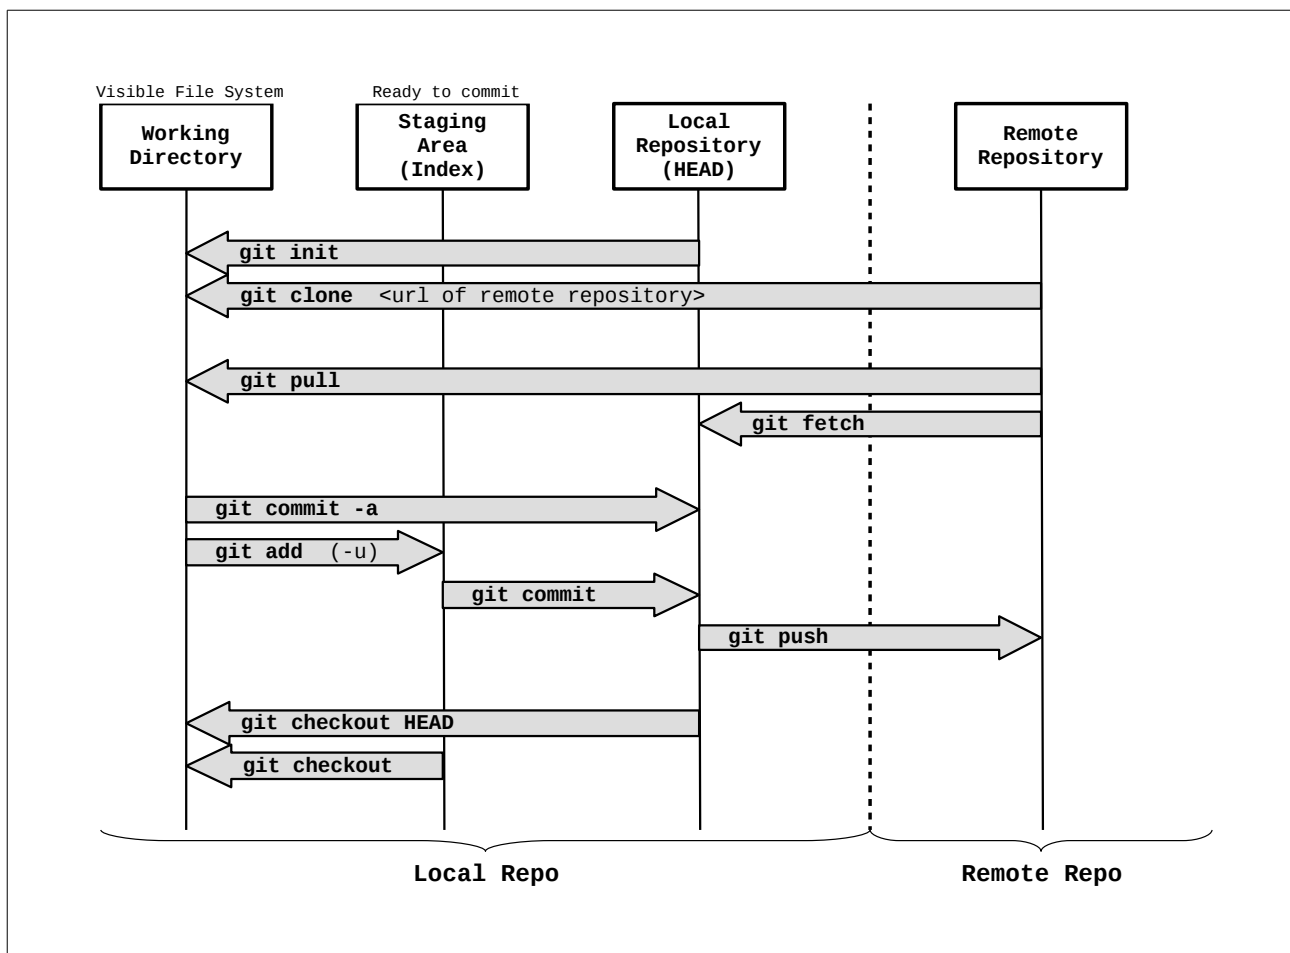 Visible File System
Ready to commit
Working
Directory
Staging
Area
(Index)
Local
Repository
(HEAD)
Remote
Repository
git init
git clone <url of remote repository>
git pull
git fetch
git commit -a
git add (-u)
git commit
git push
git checkout HEAD
git checkout
Local Repo
Remote Repo